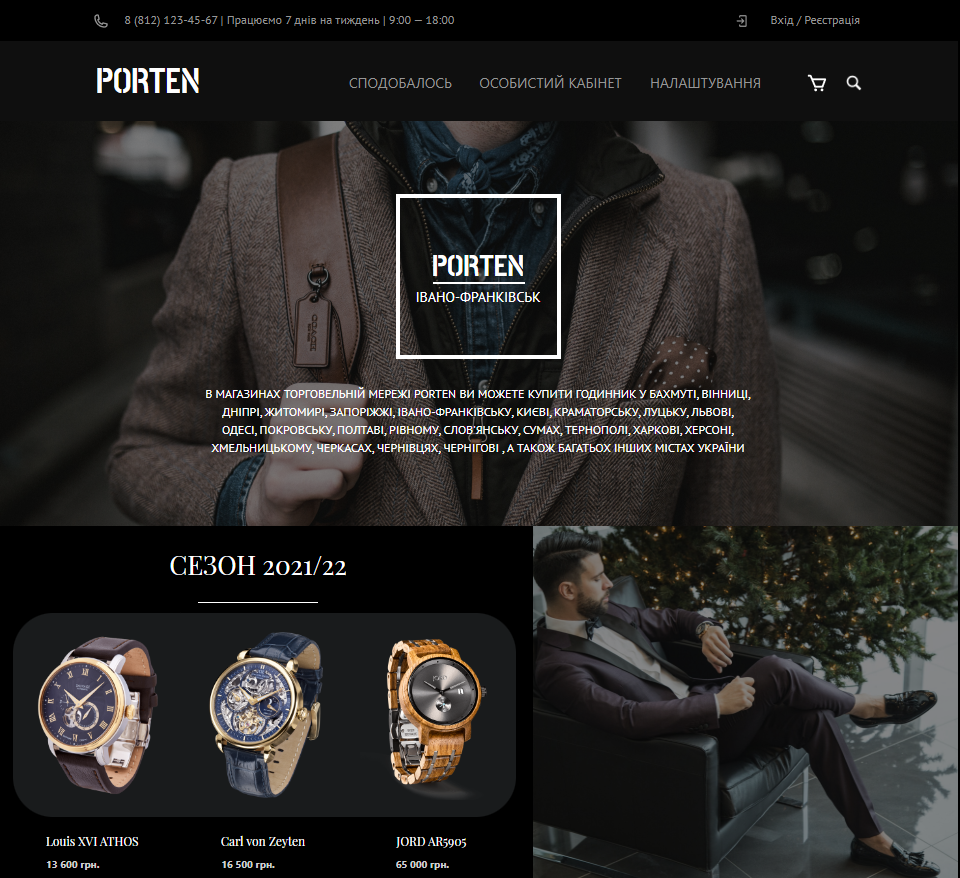 8 (812) 123-45-67 | Працюємо 7 днів на тиждень | 9:00 — 18:00
Вхід / Реєстрація
PORTEN
СПОДОБАЛОСЬ
ОСОБИСТИЙ КАБІНЕТ
НАЛАШТУВАННЯ
COACH
PORTEN
ІВАНО-ФРАНКІВСЬК
В МАГАЗИНАХ ТОРГОВЕЛЬНІЙ МЕРЕЖІ PORTEN ВИ МОЖЕТЕ КУПИТИ ГОДИННИК У БАХМУТІ, ВІННИЦІ,
ДНІПРІ, ЖИТОМИРІ, ЗАПОРІЖЖІ, ІВАНО-ФРАНКІВСЬКУ, КИЄВІ, КРАМАТОРСЬКУ, ЛУЦЬКУ, ЛЬВОВІ,
ОДЕСІ, ПОКРОВСЬКУ, ПОЛТАВІ, РІВНОМУ, СЛОВ'ЯНСЬКУ, СУМАХ, ТЕРНОПОЛІ, ХАРКОВІ, ХЕРСОНІ,
ХМЕЛЬНИЦЬКОМУ, ЧЕРКАСАХ, ЧЕРНІВЦЯХ, ЧЕРНІГОВІ , А ТАКОЖ БАГАТЬОХ ІНШИХ МІСТАХ УКРАЇНИ
СЕЗОН 2021/22
JORD
Louis XVI ATHOS
Carl von Zeyten
JORD AR5905
13 600 грн.
16 500 грн.
65 000 грн.